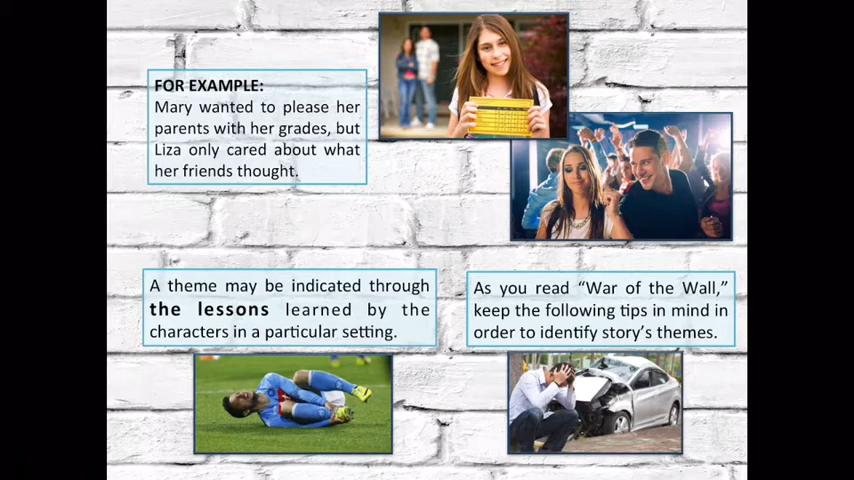 FOR EXAMPLE:
Mary wanted to please her
parents with her grades, but
Liza only cared about what
her friends thought.
A theme may be indicated through
the lessons learned by the
characters in a particular setting.
As you read “War of the Wall,”
keep the following tips in mind in
order to identify story’s themes.